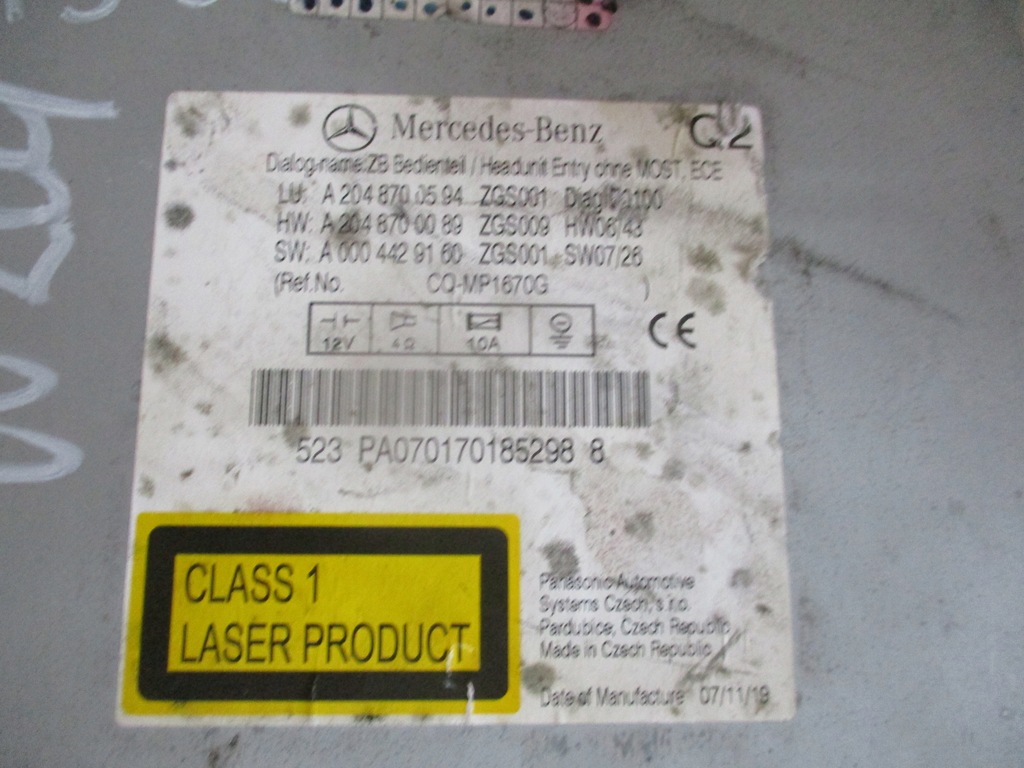 Mercedes-Benz C2
Dialog-name:ZB Bedienteil / Headunit Entry ohne MOST, ECE
LU: A 204 870 05 94 ZGS001 Diag
HW: A 204 870 00 89 ZGS009 HW06/43
SW: A 000 442 91 60 ZGS001 SW07/26
(Ref.No. CQ-MP1670G )
12V 4Ω 10A
CE
523 PA070170185298 8
CLASS 1
LASER PRODUCT
Panasonic Automotive
Systems Czech, s.r.o.
Pardubice, Czech Republic
Made in Czech Republic
Date of Manufacture 07/11/19
W204